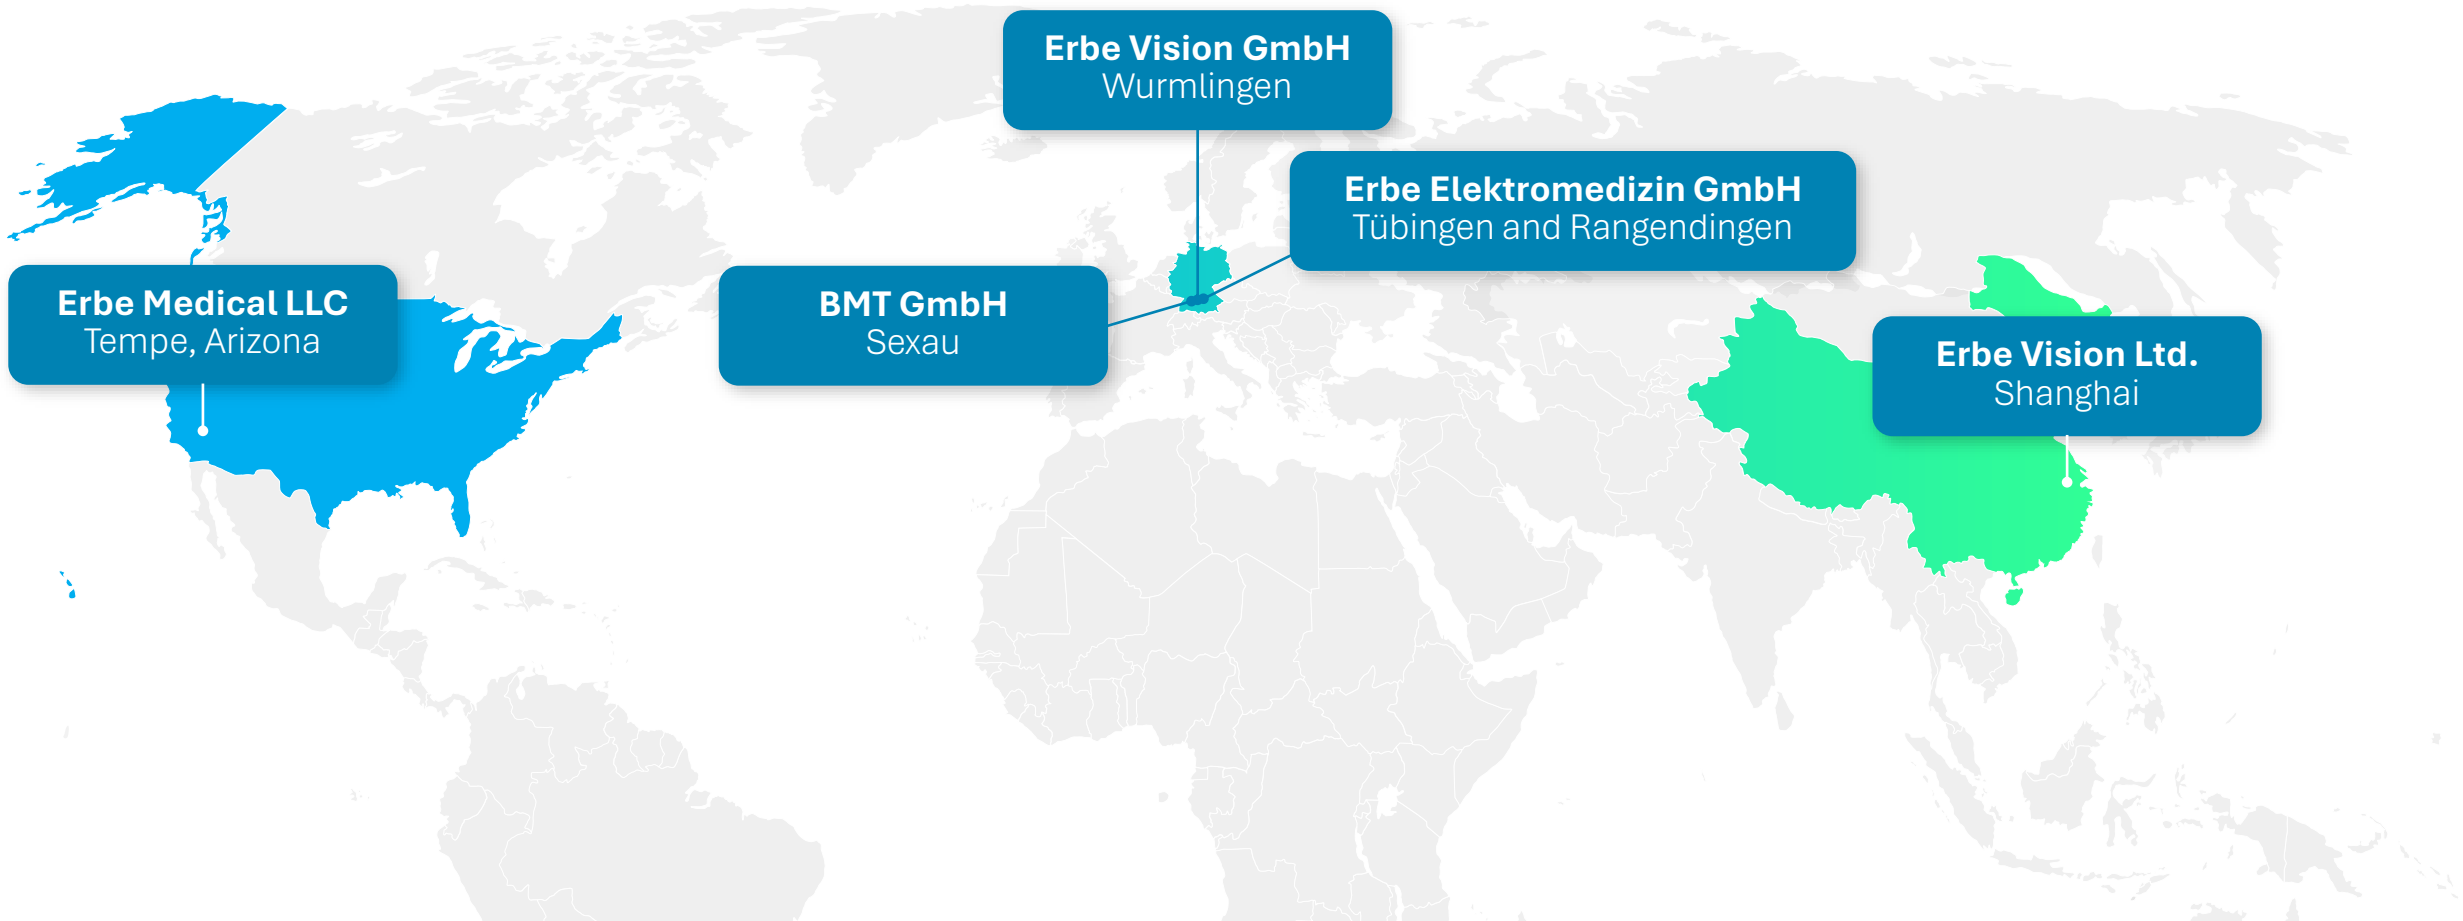 Erbe Vision GmbH
Wurmlingen
Erbe Elektromedizin GmbH
Tübingen and Rangendingen
Erbe Medical LLC
Tempe, Arizona
BMT GmbH
Sexau
Erbe Vision Ltd.
Shanghai